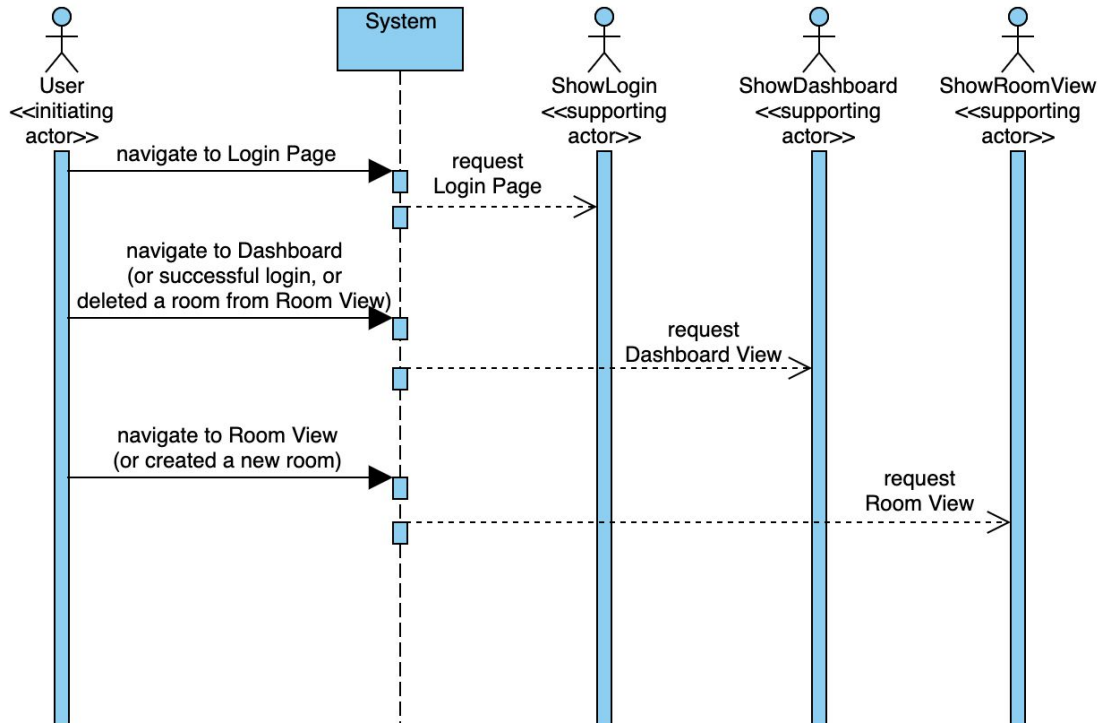 System
User
<<initiating
actor>>
ShowLogin
<<supporting
actor>>
ShowDashboard
<<supporting
actor>>
ShowRoomView
<<supporting
actor>>
navigate to Login Page
request
Login Page
navigate to Dashboard
(or successful login, or
deleted a room from Room View)
request
Dashboard View
navigate to Room View
(or created a new room)
request
Room View